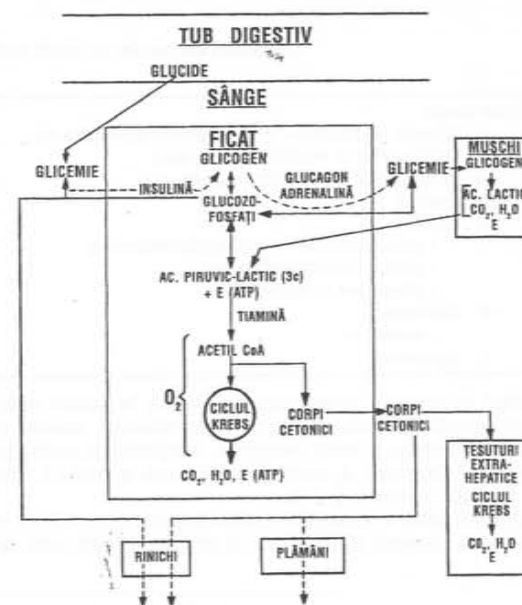 TUB DIGESTIV
GLUCIDE
SÂNGE
FICAT
GLICOGEN
GLICEMIE
INSULINĂ
GLUCAGON
ADRENALINĂ
GLICEMIE
MUSCHI
GLICOGEN
AC. LACTIC
CO₂, H₂O
E
GLUCOZO-
FOSFAȚI
AC. PIRUVIC-LACTIC (3c)
+ E (ATP)
TIAMINĂ
ACETIL CoA
O₂
CICLUL
KREBS
CORPI
CETONICI
CORPI
CETONICI
CO₂, H₂O, E (ATP)
ȚESUTURI
EXTRA-
HEPATICE
CICLUL
KREBS
CO₂, H₂O
E
RINICHI
PLĂMÂNI